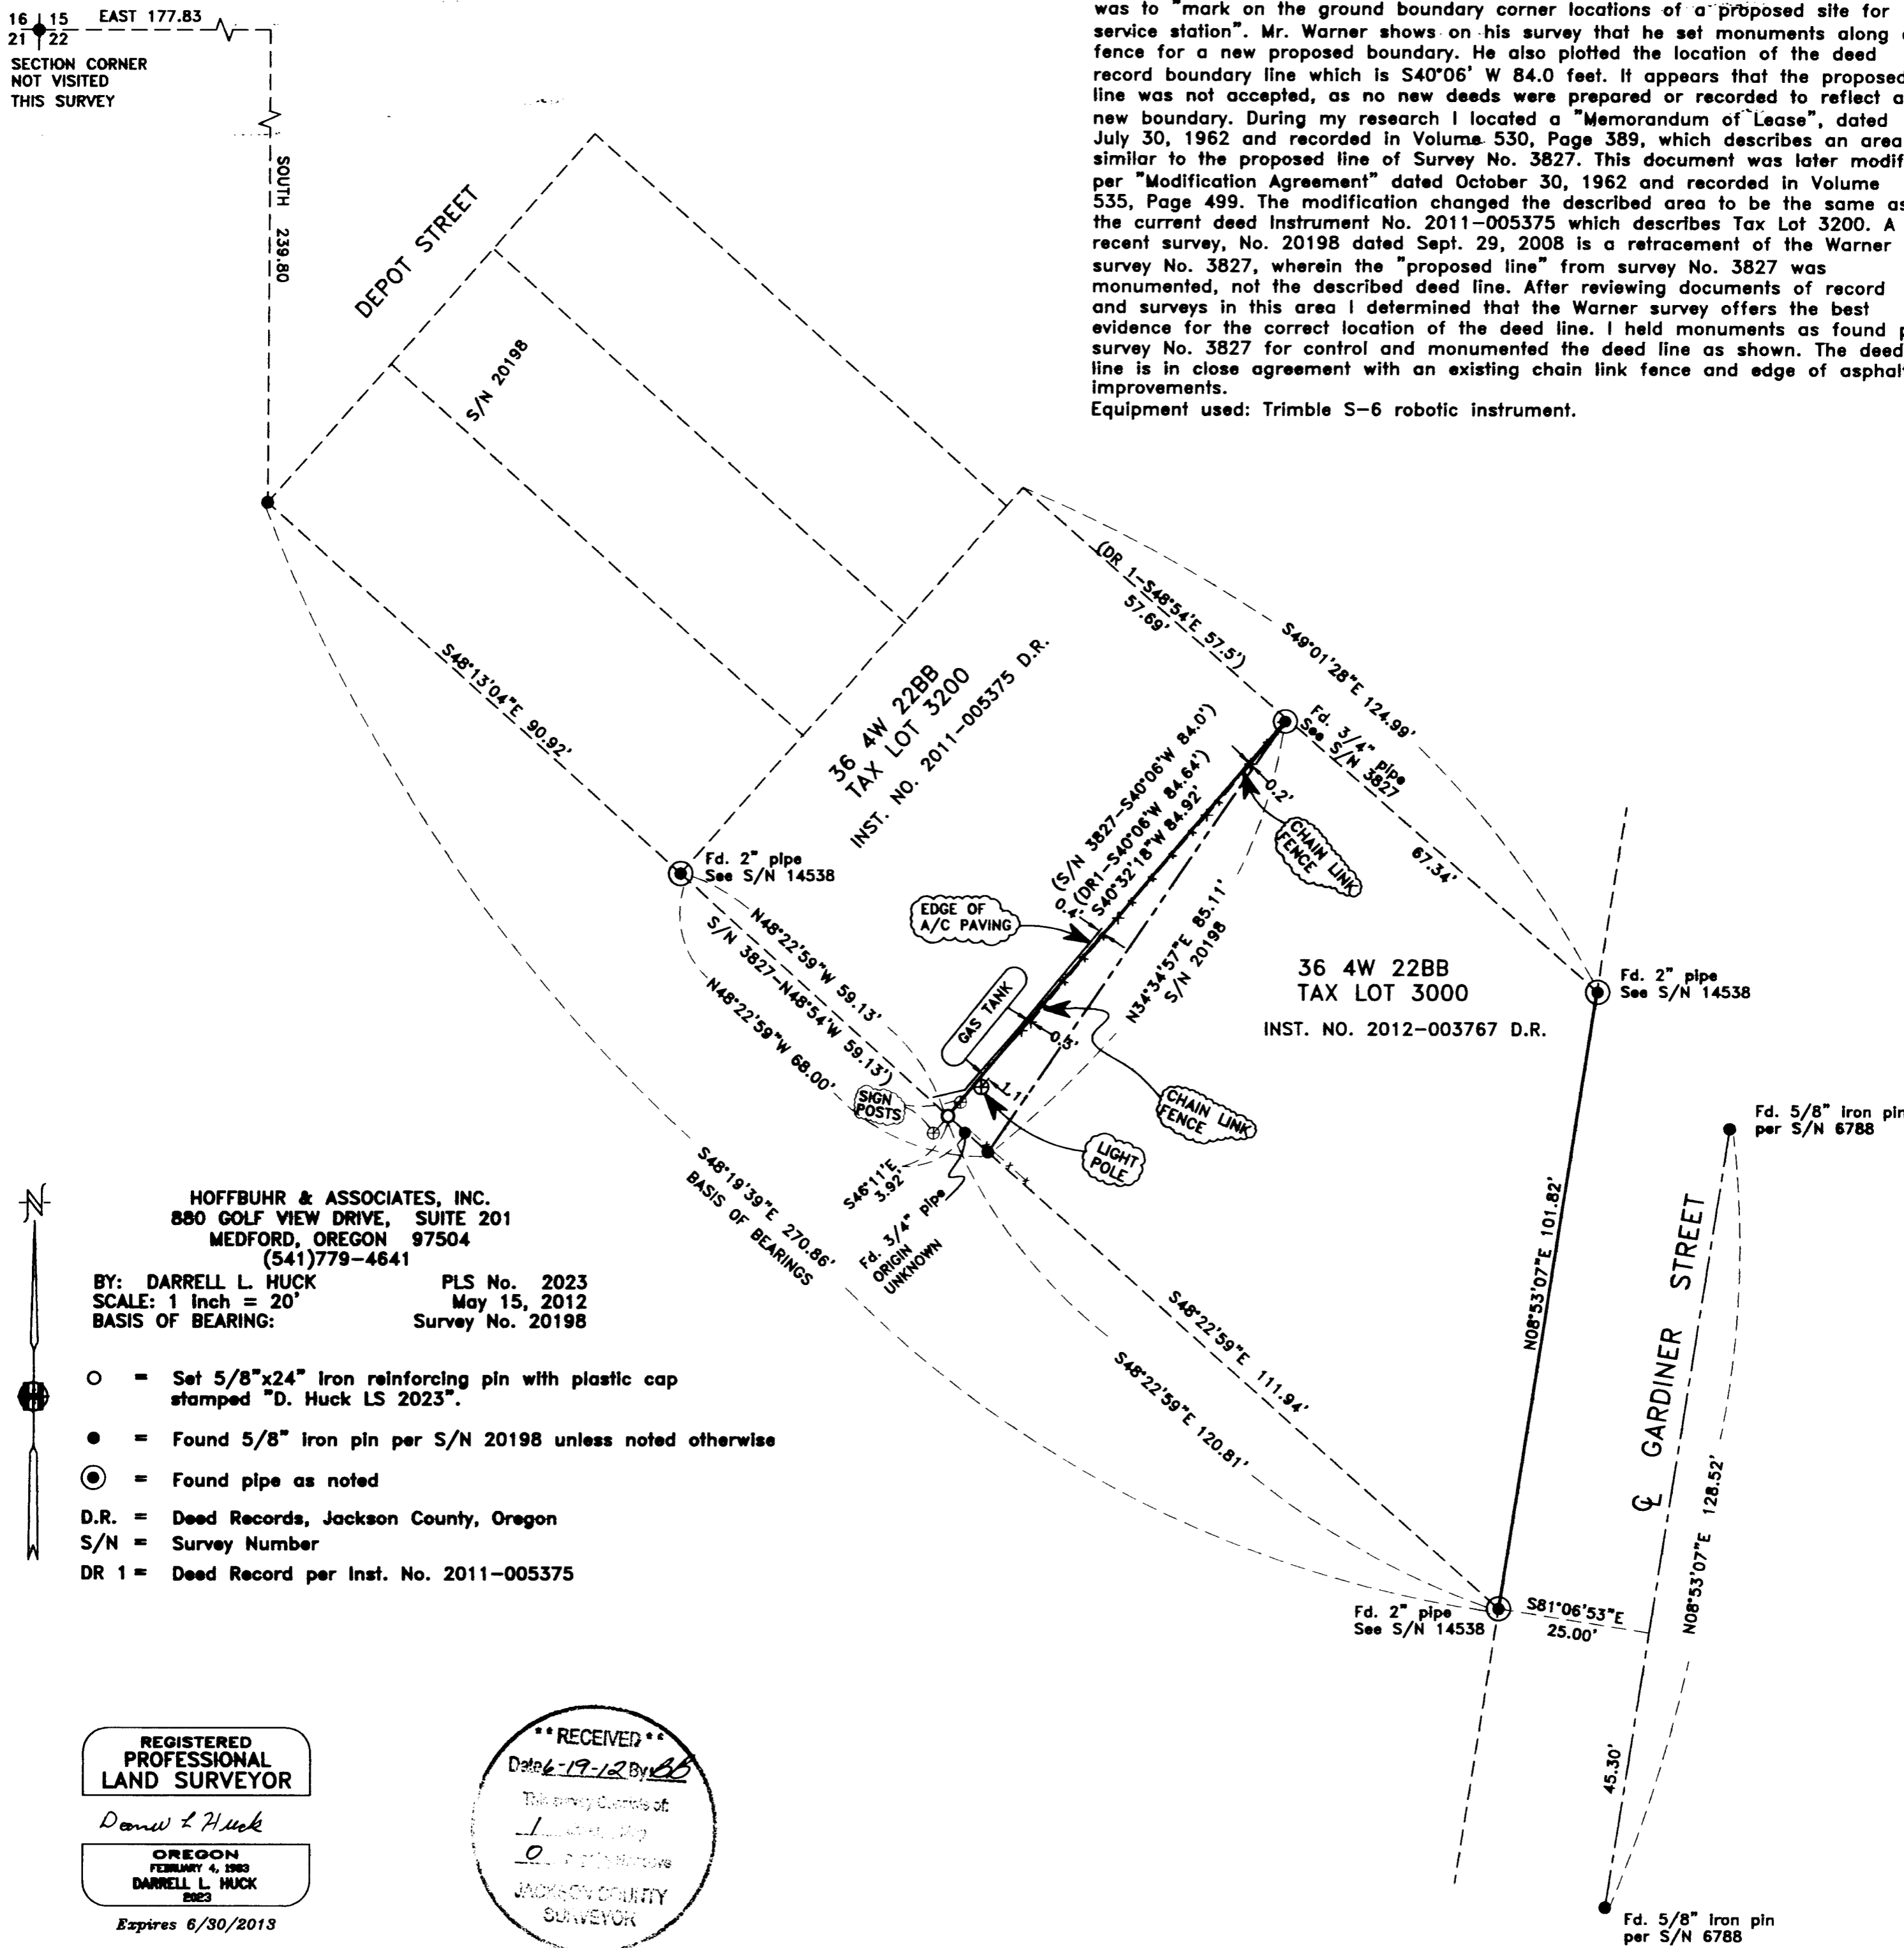 16 15
21 22
EAST 177.83
SECTION CORNER
NOT VISITED
THIS SURVEY
SOUTH 239.80
was to "mark on the ground boundary corner locations of a proposed site for
service station". Mr. Warner shows on his survey that he set monuments along
fence for a new proposed boundary. He also plotted the location of the deed
record boundary line which is S40°06' W 84.0 feet. It appears that the proposed
line was not accepted, as no new deeds were prepared or recorded to reflect a
new boundary. During my research I located a "Memorandum of Lease", dated
July 30, 1962 and recorded in Volume 530, Page 389, which describes an area
similar to the proposed line of Survey No. 3827. This document was later modif
per "Modification Agreement" dated October 30, 1962 and recorded in Volume
535, Page 499. The modification changed the described area to be the same as
the current deed Instrument No. 2011-005375 which describes Tax Lot 3200. A
recent survey, No. 20198 dated Sept. 29, 2008 is a retracement of the Warner
survey No. 3827, wherein the "proposed line" from survey No. 3827 was
monumented, not the described deed line. After reviewing documents of record
and surveys in this area I determined that the Warner survey offers the best
evidence for the correct location of the deed line. I held monuments as found p
survey No. 3827 for control and monumented the deed line as shown. The deed
line is in close agreement with an existing chain link fence and edge of asphalt
improvements.
Equipment used: Trimble S-6 robotic instrument.
DEPOT STREET
S/N 20198
(DR 1-S48°54'E 57.5')
57.69'
S49°01'28"E 124.99'
S48°13'04"E 90.92'
36 4W 22BB
TAX LOT 3200
INST. NO. 2011-005375 D.R.
Fd. 3/4" pipe
See S/N 3827
0.2'
CHAIN LINK
FENCE
67.34'
(S/N 3827-S40°06'W 84.0')
(DR1-S40°06'W 84.64')
S40°32'18"W 84.92'
0.4'
Fd. 2" pipe
See S/N 14538
EDGE OF
A/C PAVING
N34°34'57"E 85.11'
S/N 20198
36 4W 22BB
TAX LOT 3000
INST. NO. 2012-003767 D.R.
Fd. 2" pipe
See S/N 14538
N48°22'59"W 59.13'
S/N 3827-N48°54'W 59.13')
N48°22'59"W 68.00'
GAS TANK
0.3'
SIGN
POSTS
1.1'
CHAIN LINK
FENCE
LIGHT
POLE
S46°11'E
3.92'
Fd. 3/4" pipe
ORIGIN
UNKNOWN
Fd. 5/8" iron pin
per S/N 6788
S48°19'39"E 270.86'
BASIS OF BEARINGS
S48°22'59"E 111.94'
S48°22'59"E 120.81'
N08°53'07"E 101.82'
GARDINER STREET
N08°53'07"E 128.52'
N
HOFFBUHR & ASSOCIATES, INC.
880 GOLF VIEW DRIVE, SUITE 201
MEDFORD, OREGON 97504
(541)779-4641
BY: DARRELL L. HUCK PLS No. 2023
SCALE: 1 inch = 20' May 15, 2012
BASIS OF BEARING: Survey No. 20198
H
= Set 5/8"x24" iron reinforcing pin with plastic cap
stamped "D. Huck LS 2023".
= Found 5/8" iron pin per S/N 20198 unless noted otherwise
= Found pipe as noted
D.R. = Deed Records, Jackson County, Oregon
S/N = Survey Number
DR 1 = Deed Record per Inst. No. 2011-005375
Fd. 2" pipe
See S/N 14538
S81°06'53"E
25.00'
45.30'
Fd. 5/8" iron pin
per S/N 6788
REGISTERED
PROFESSIONAL
LAND SURVEYOR
Darrell L Huck
OREGON
FEBRUARY 4, 1983
DARRELL L. HUCK
2023
Expires 6/30/2013
** RECEIVED **
Date 6-19-12 By BB
This survey Consists of:
1
0
JACKSON COUNTY
SURVEYOR